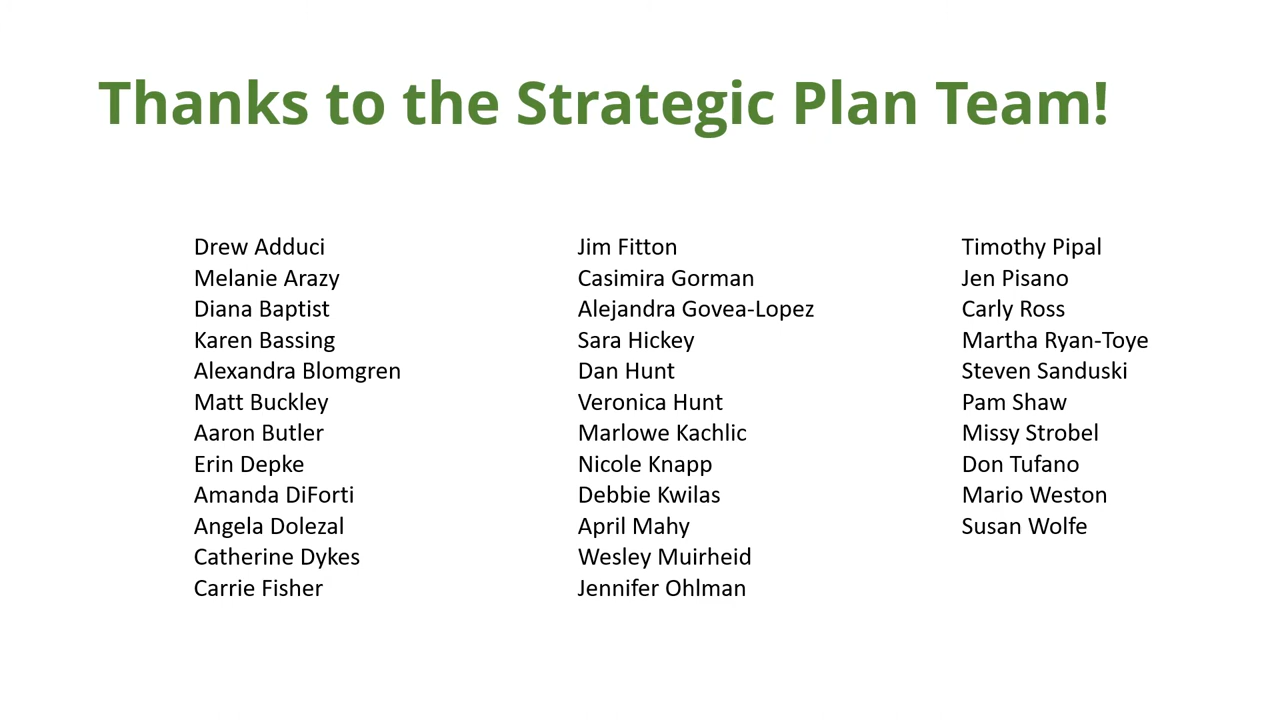 Thanks to the Strategic Plan Team!
Drew Adduci
Melanie Arazy
Diana Baptist
Karen Bassing
Alexandra Blomgren
Matt Buckley
Aaron Butler
Erin Depke
Amanda DiForti
Angela Dolezal
Catherine Dykes
Carrie Fisher
Jim Fitton
Casimira Gorman
Alejandra Govea-Lopez
Sara Hickey
Dan Hunt
Veronica Hunt
Marlowe Kachlic
Nicole Knapp
Debbie Kwilas
April Mahy
Wesley Muirheid
Jennifer Ohlman
Timothy Pipal
Jen Pisano
Carly Ross
Martha Ryan-Toye
Steven Sanduski
Pam Shaw
Missy Strobel
Don Tufano
Mario Weston
Susan Wolfe